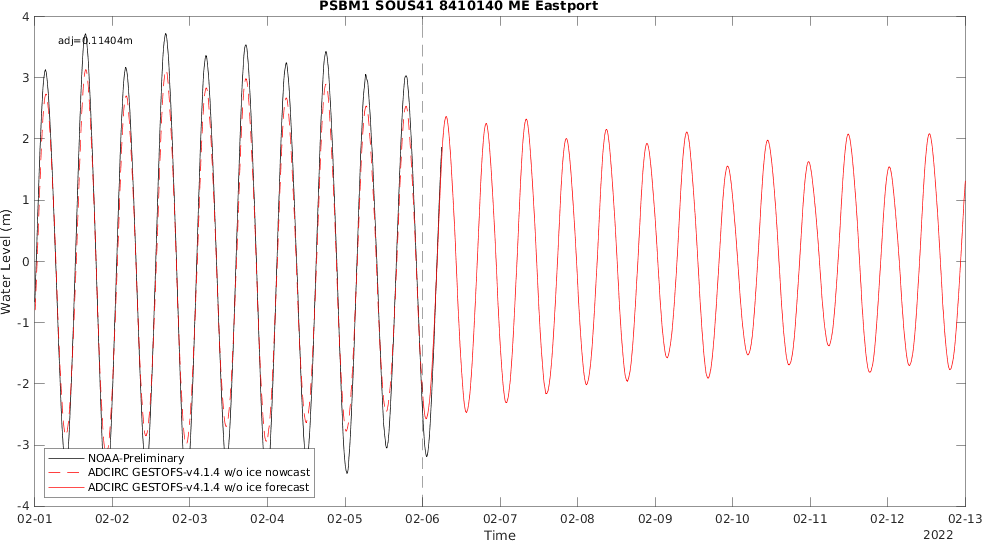 PSBM1 SOUS41 8410140 ME Eastport
adj=0.11404m
4
3
2
1
0
-1
-2
-3
-4
Water Level (m)
NOAA-Preliminary
ADCIRC GESTOFS-v4.1.4 w/o ice nowcast
ADCIRC GESTOFS-v4.1.4 w/o ice forecast
02-01 02-02 02-03 02-04 02-05 02-06 02-07 02-08 02-09 02-10 02-11 02-12 02-13
Time
2022